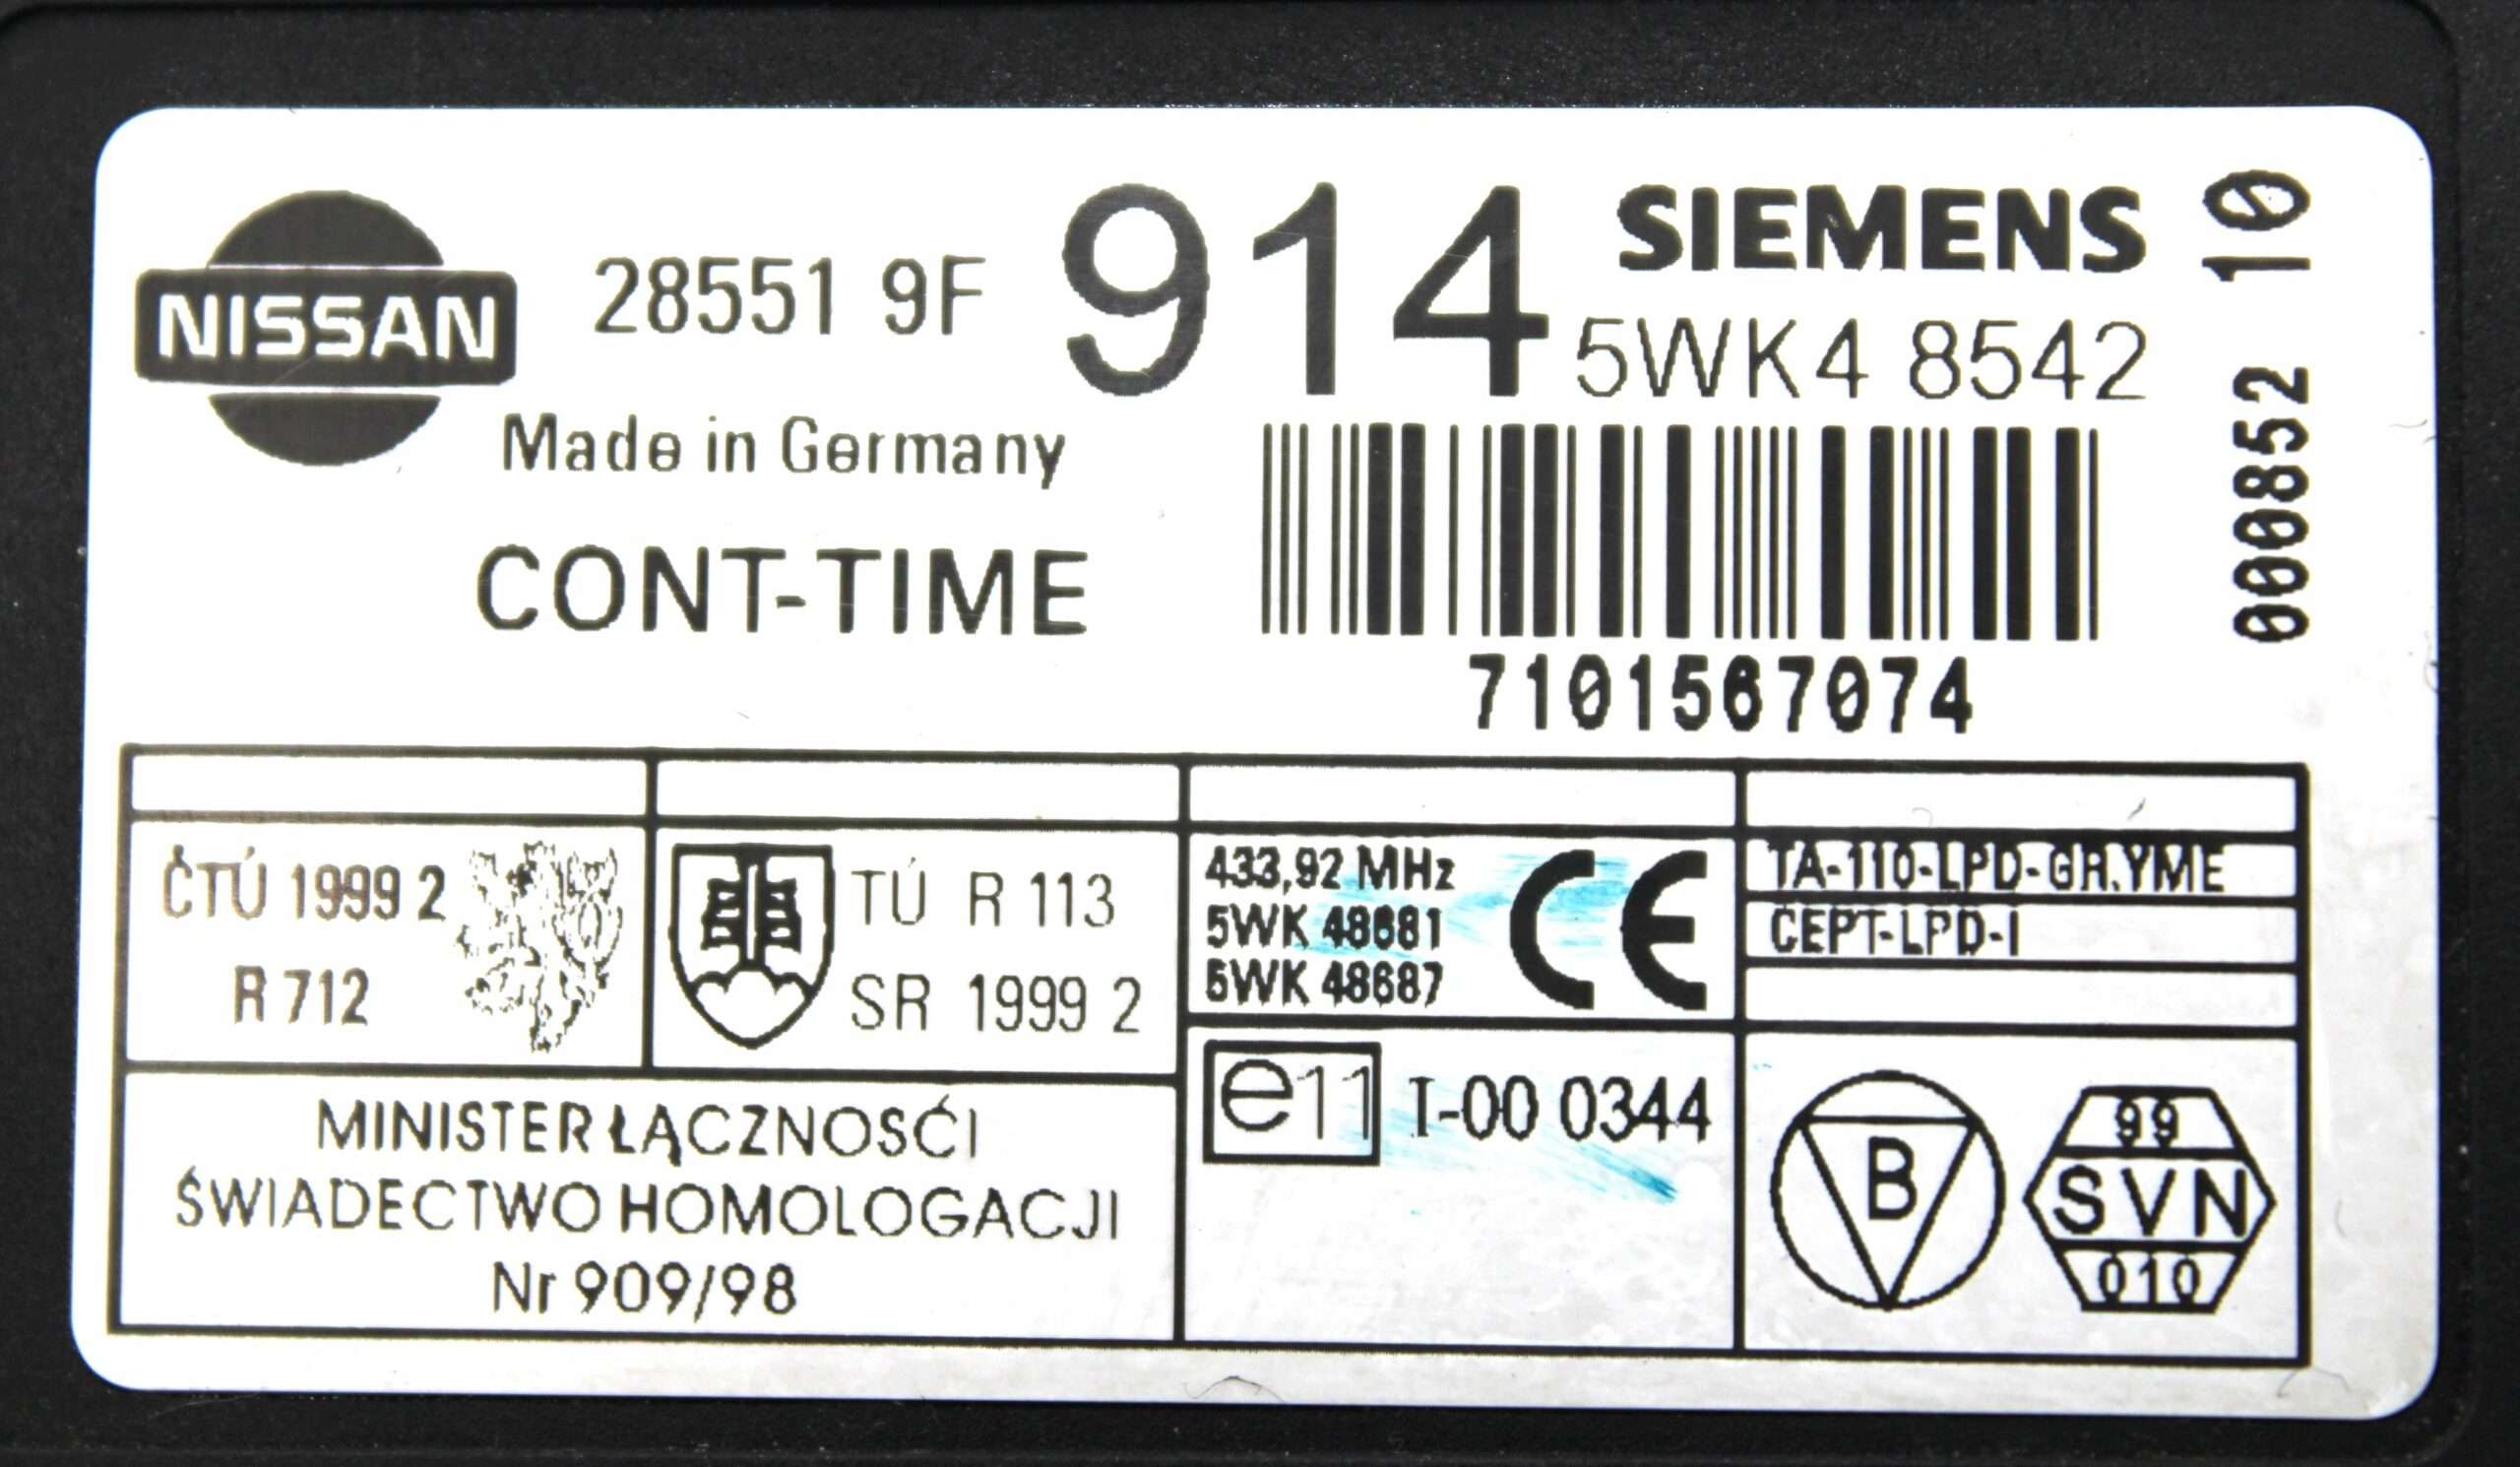 NISSAN
28551 9F 914
SIEMENS
5WK4 8542
Made in Germany
CONT-TIME
7101567074
000852 10
ČTÚ 1999 2
R 712
TÚ R 113
SR 1999 2
433,92 MHz
5WK 48681
5WK 48687
CE
TA-110-LPD-GR.YME
CEPT-LPD-I
MINISTER ŁĄCZNOSĆI
ŚWIADECTWO HOMOLOGACJI
Nr 909/98
e11 I-00 0344
B
99
SVN
010